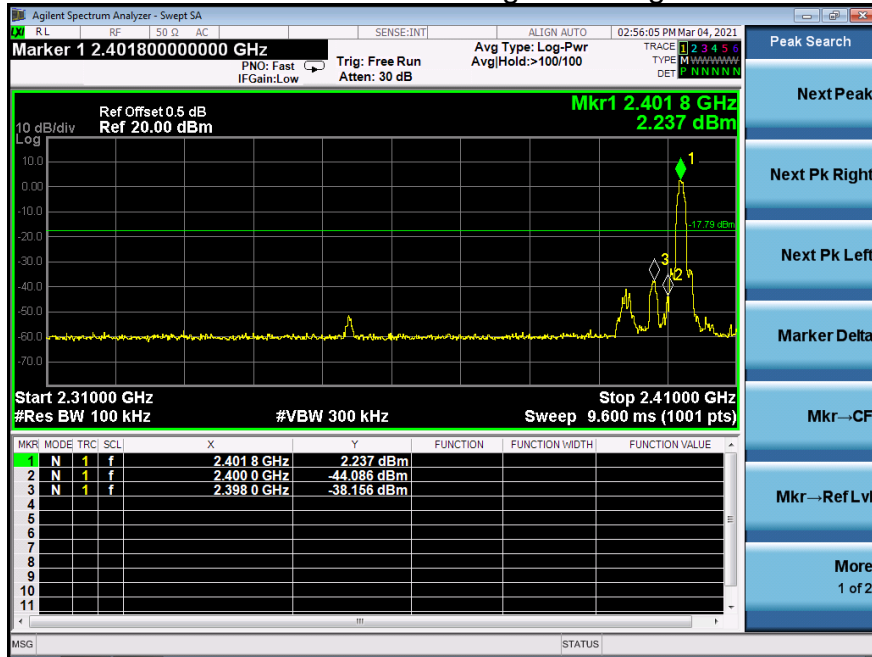 Agilent Spectrum Analyzer - Swept SA
LXI RL RF 50 Ω AC SENSE:INT ALIGN AUTO 02:56:05 PM Mar 04, 2021
Marker 1 2.401800000000 GHz
PNO: Fast
IFGain:Low
Trig: Free Run
Atten: 30 dB
Avg Type: Log-Pwr
Avg|Hold:>100/100
TRACE 1 2 3 4 5 6
TYPE M WWWWW
DET P N N N N N
Peak Search
Next Peak
Next Pk Right
Next Pk Left
Marker Delta
Mkr→CF
Mkr→Ref Lvl
More
1 of 2
Ref Offset 0.5 dB
10 dB/div Ref 20.00 dBm
Log
Mkr1 2.401 8 GHz
2.237 dBm
10.0
0.00
-10.0
-20.0
-30.0
-40.0
-50.0
-60.0
-70.0
1
-17.79 dBm
3
2
Start 2.31000 GHz Stop 2.41000 GHz
#Res BW 100 kHz #VBW 300 kHz Sweep 9.600 ms (1001 pts)
MKR MODE TRC SCL X Y FUNCTION FUNCTION WIDTH FUNCTION VALUE
1 N 1 f 2.401 8 GHz 2.237 dBm
2 N 1 f 2.400 0 GHz -44.086 dBm
3 N 1 f 2.398 0 GHz -38.156 dBm
4
5
6
7
8
9
10
11
MSG STATUS